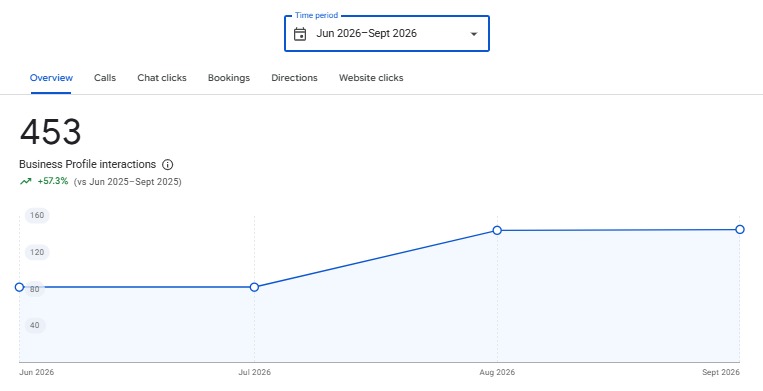 Time period
Jun 2026–Sept 2026
Overview Calls Chat clicks Bookings Directions Website clicks
453
Business Profile interactions
+57.3% (vs Jun 2025–Sept 2025)
160
120
80
40
Jun 2026 Jul 2026 Aug 2026 Sept 2026